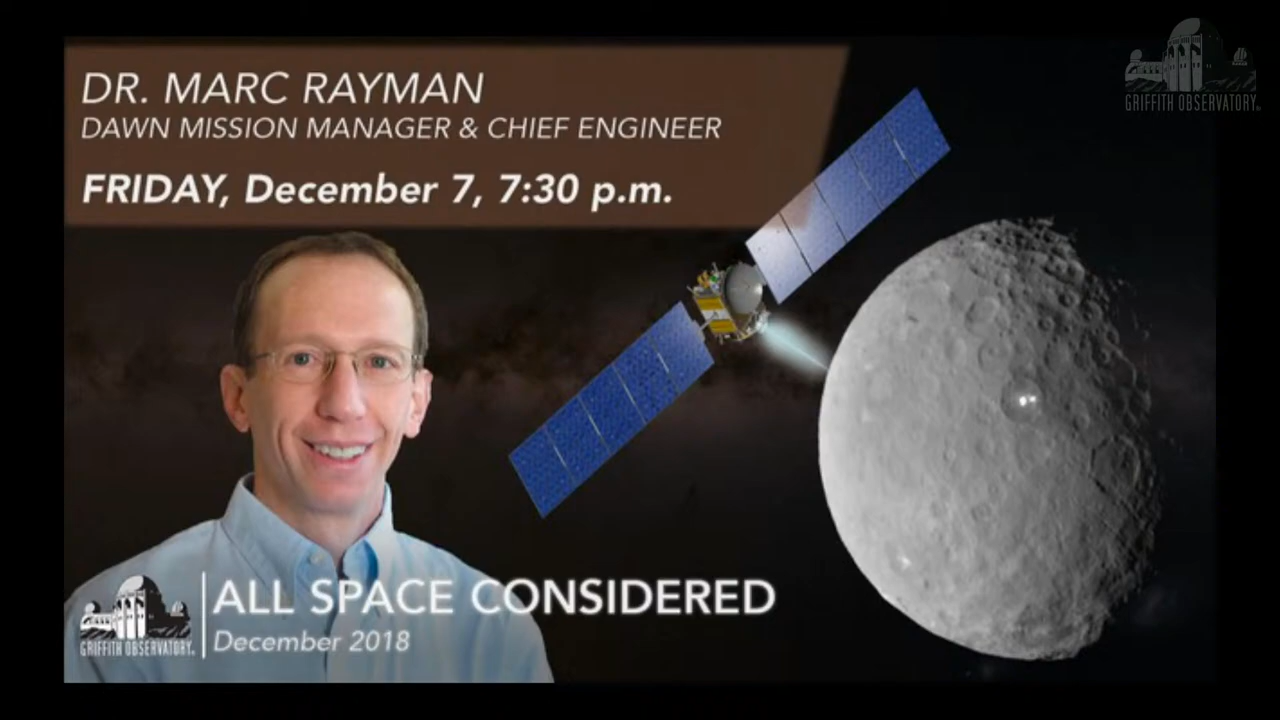 DR. MARC RAYMAN
DAWN MISSION MANAGER & CHIEF ENGINEER
FRIDAY, December 7, 7:30 p.m.
GRIFFITH OBSERVATORY
ALL SPACE CONSIDERED
December 2018
GRIFFITH OBSERVATORY